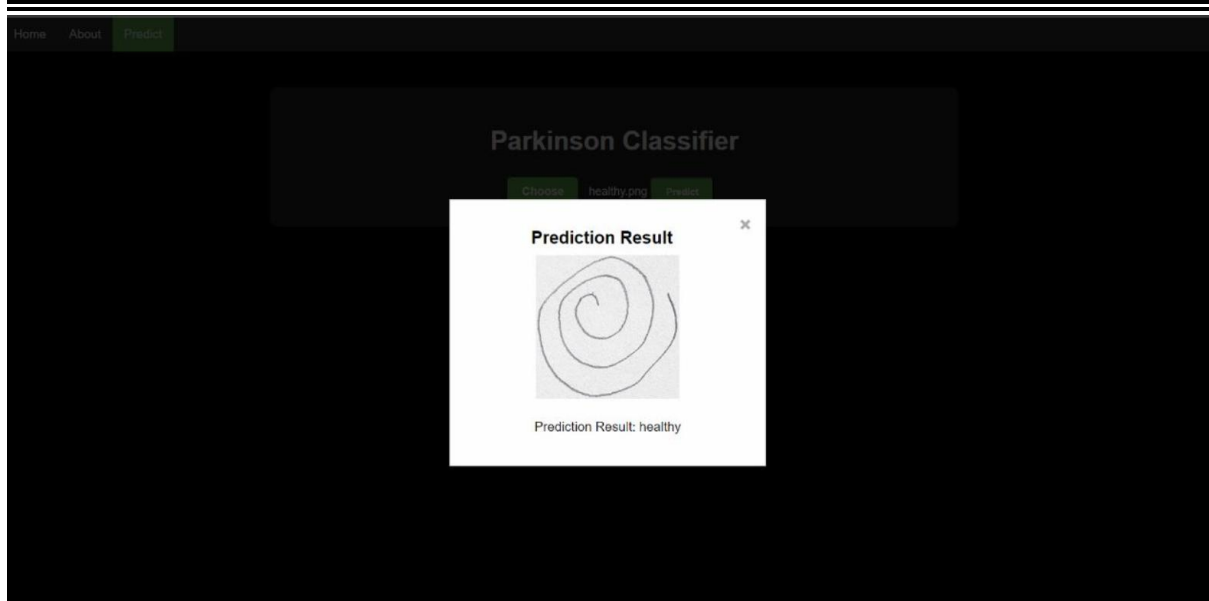 Home About Predict
Parkinson Classifier
Choose healthy.png Predict
×
Prediction Result
Prediction Result: healthy